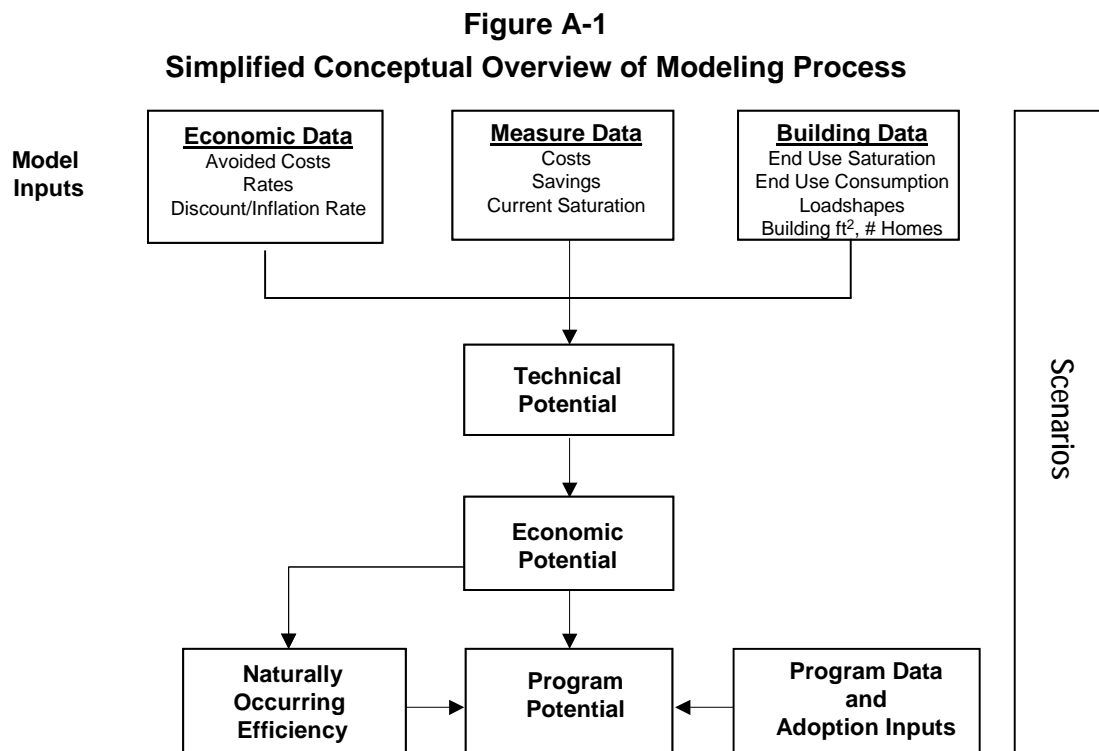 Figure A-1
Simplified Conceptual Overview of Modeling Process
Model
Inputs
Economic Data
Avoided Costs
Rates
Discount/Inflation Rate
Measure Data
Costs
Savings
Current Saturation
Building Data
End Use Saturation
End Use Consumption
Loadshapes
Building ft², # Homes
Scenarios
Technical
Potential
Economic
Potential
Naturally
Occurring
Efficiency
Program
Potential
Program Data
and
Adoption Inputs